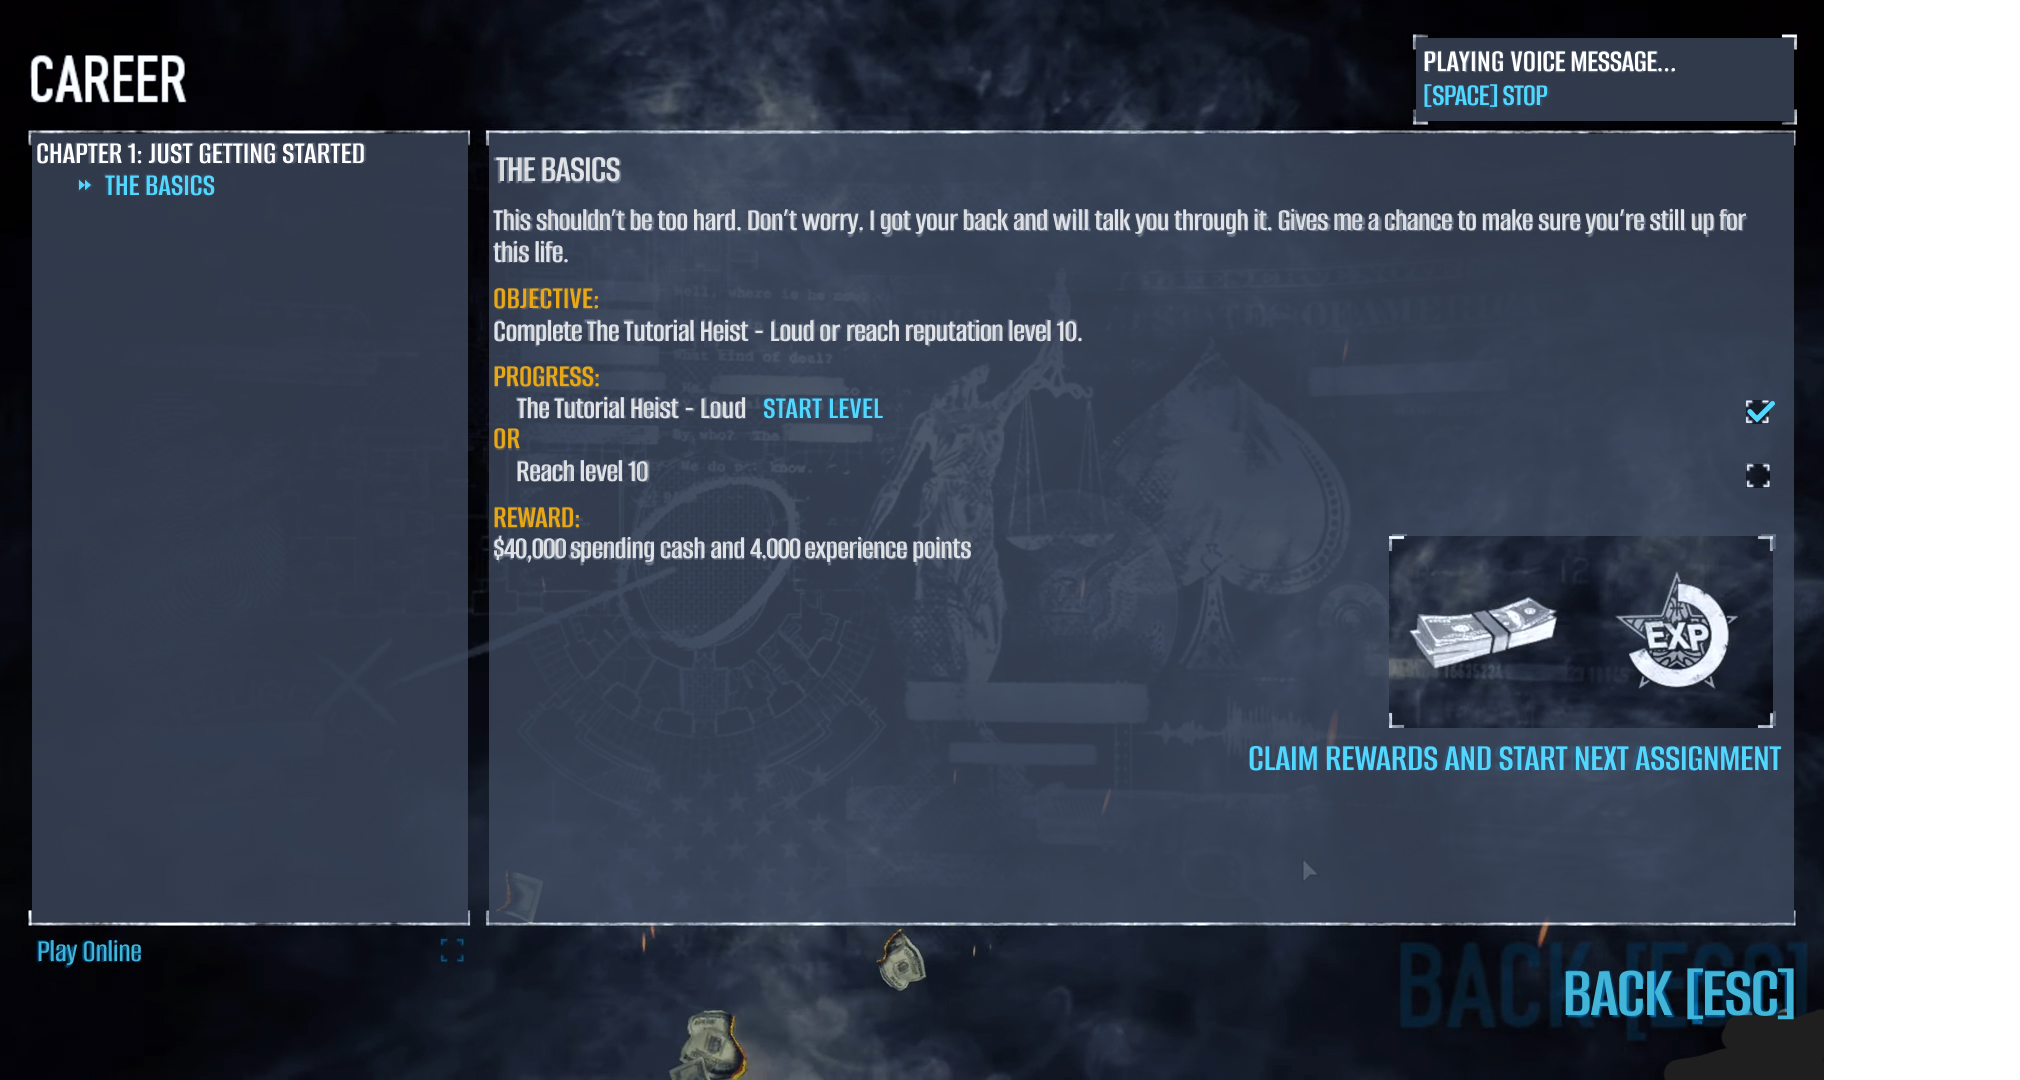 CAREER
PLAYING VOICE MESSAGE...
[SPACE] STOP
CHAPTER 1: JUST GETTING STARTED
THE BASICS
THE BASICS
This shouldn't be too hard. Don't worry. I got your back and will talk you through it. Gives me a chance to make sure you're still up for
this life.
OBJECTIVE:
Complete The Tutorial Heist - Loud or reach reputation level 10.
PROGRESS:
The Tutorial Heist - Loud START LEVEL
OR
Reach level 10
REWARD:
$40,000 spending cash and 4.000 experience points
EXP
CLAIM REWARDS AND START NEXT ASSIGNMENT
Play Online
BACK [ESC]